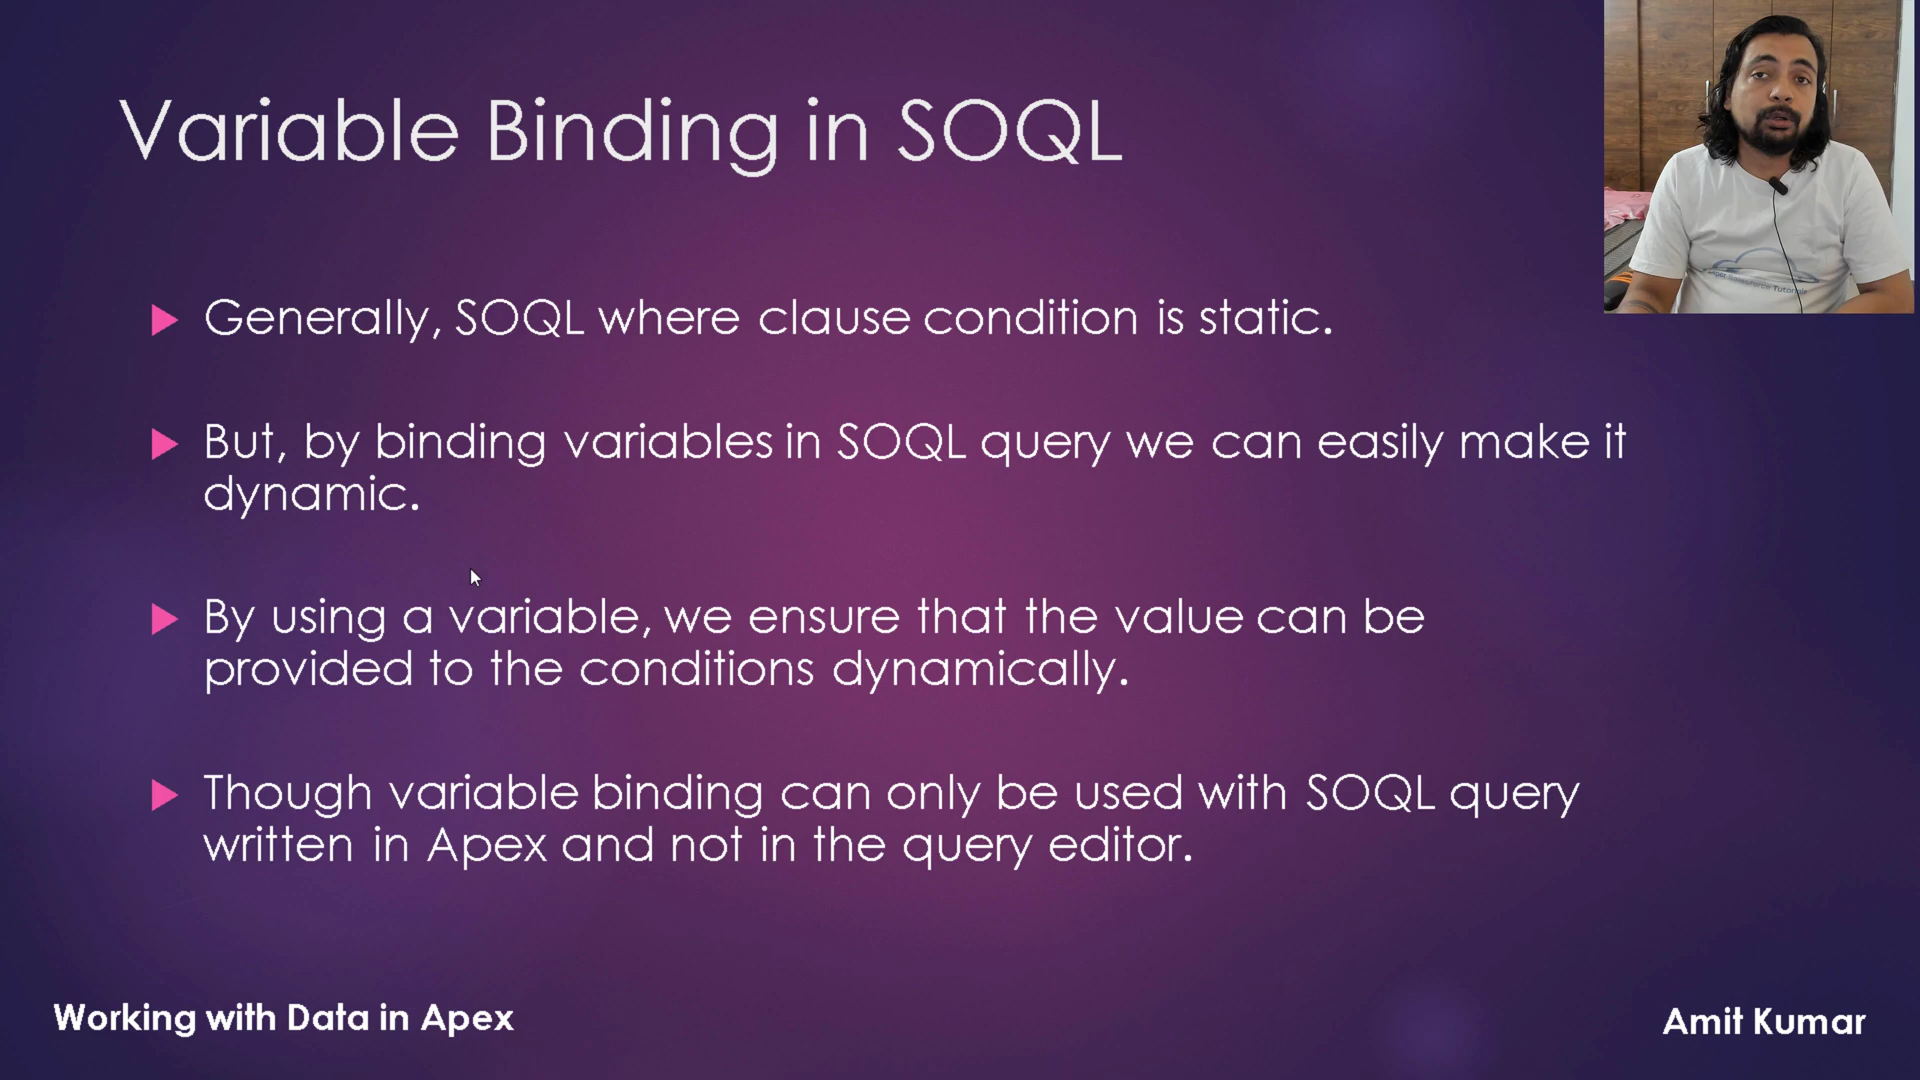 Variable Binding in SOQL
Generally, SOQL where clause condition is static.
But, by binding variables in SOQL query we can easily make it
dynamic.
By using a variable, we ensure that the value can be
provided to the conditions dynamically.
Though variable binding can only be used with SOQL query
written in Apex and not in the query editor.
Working with Data in Apex
Amit Kumar